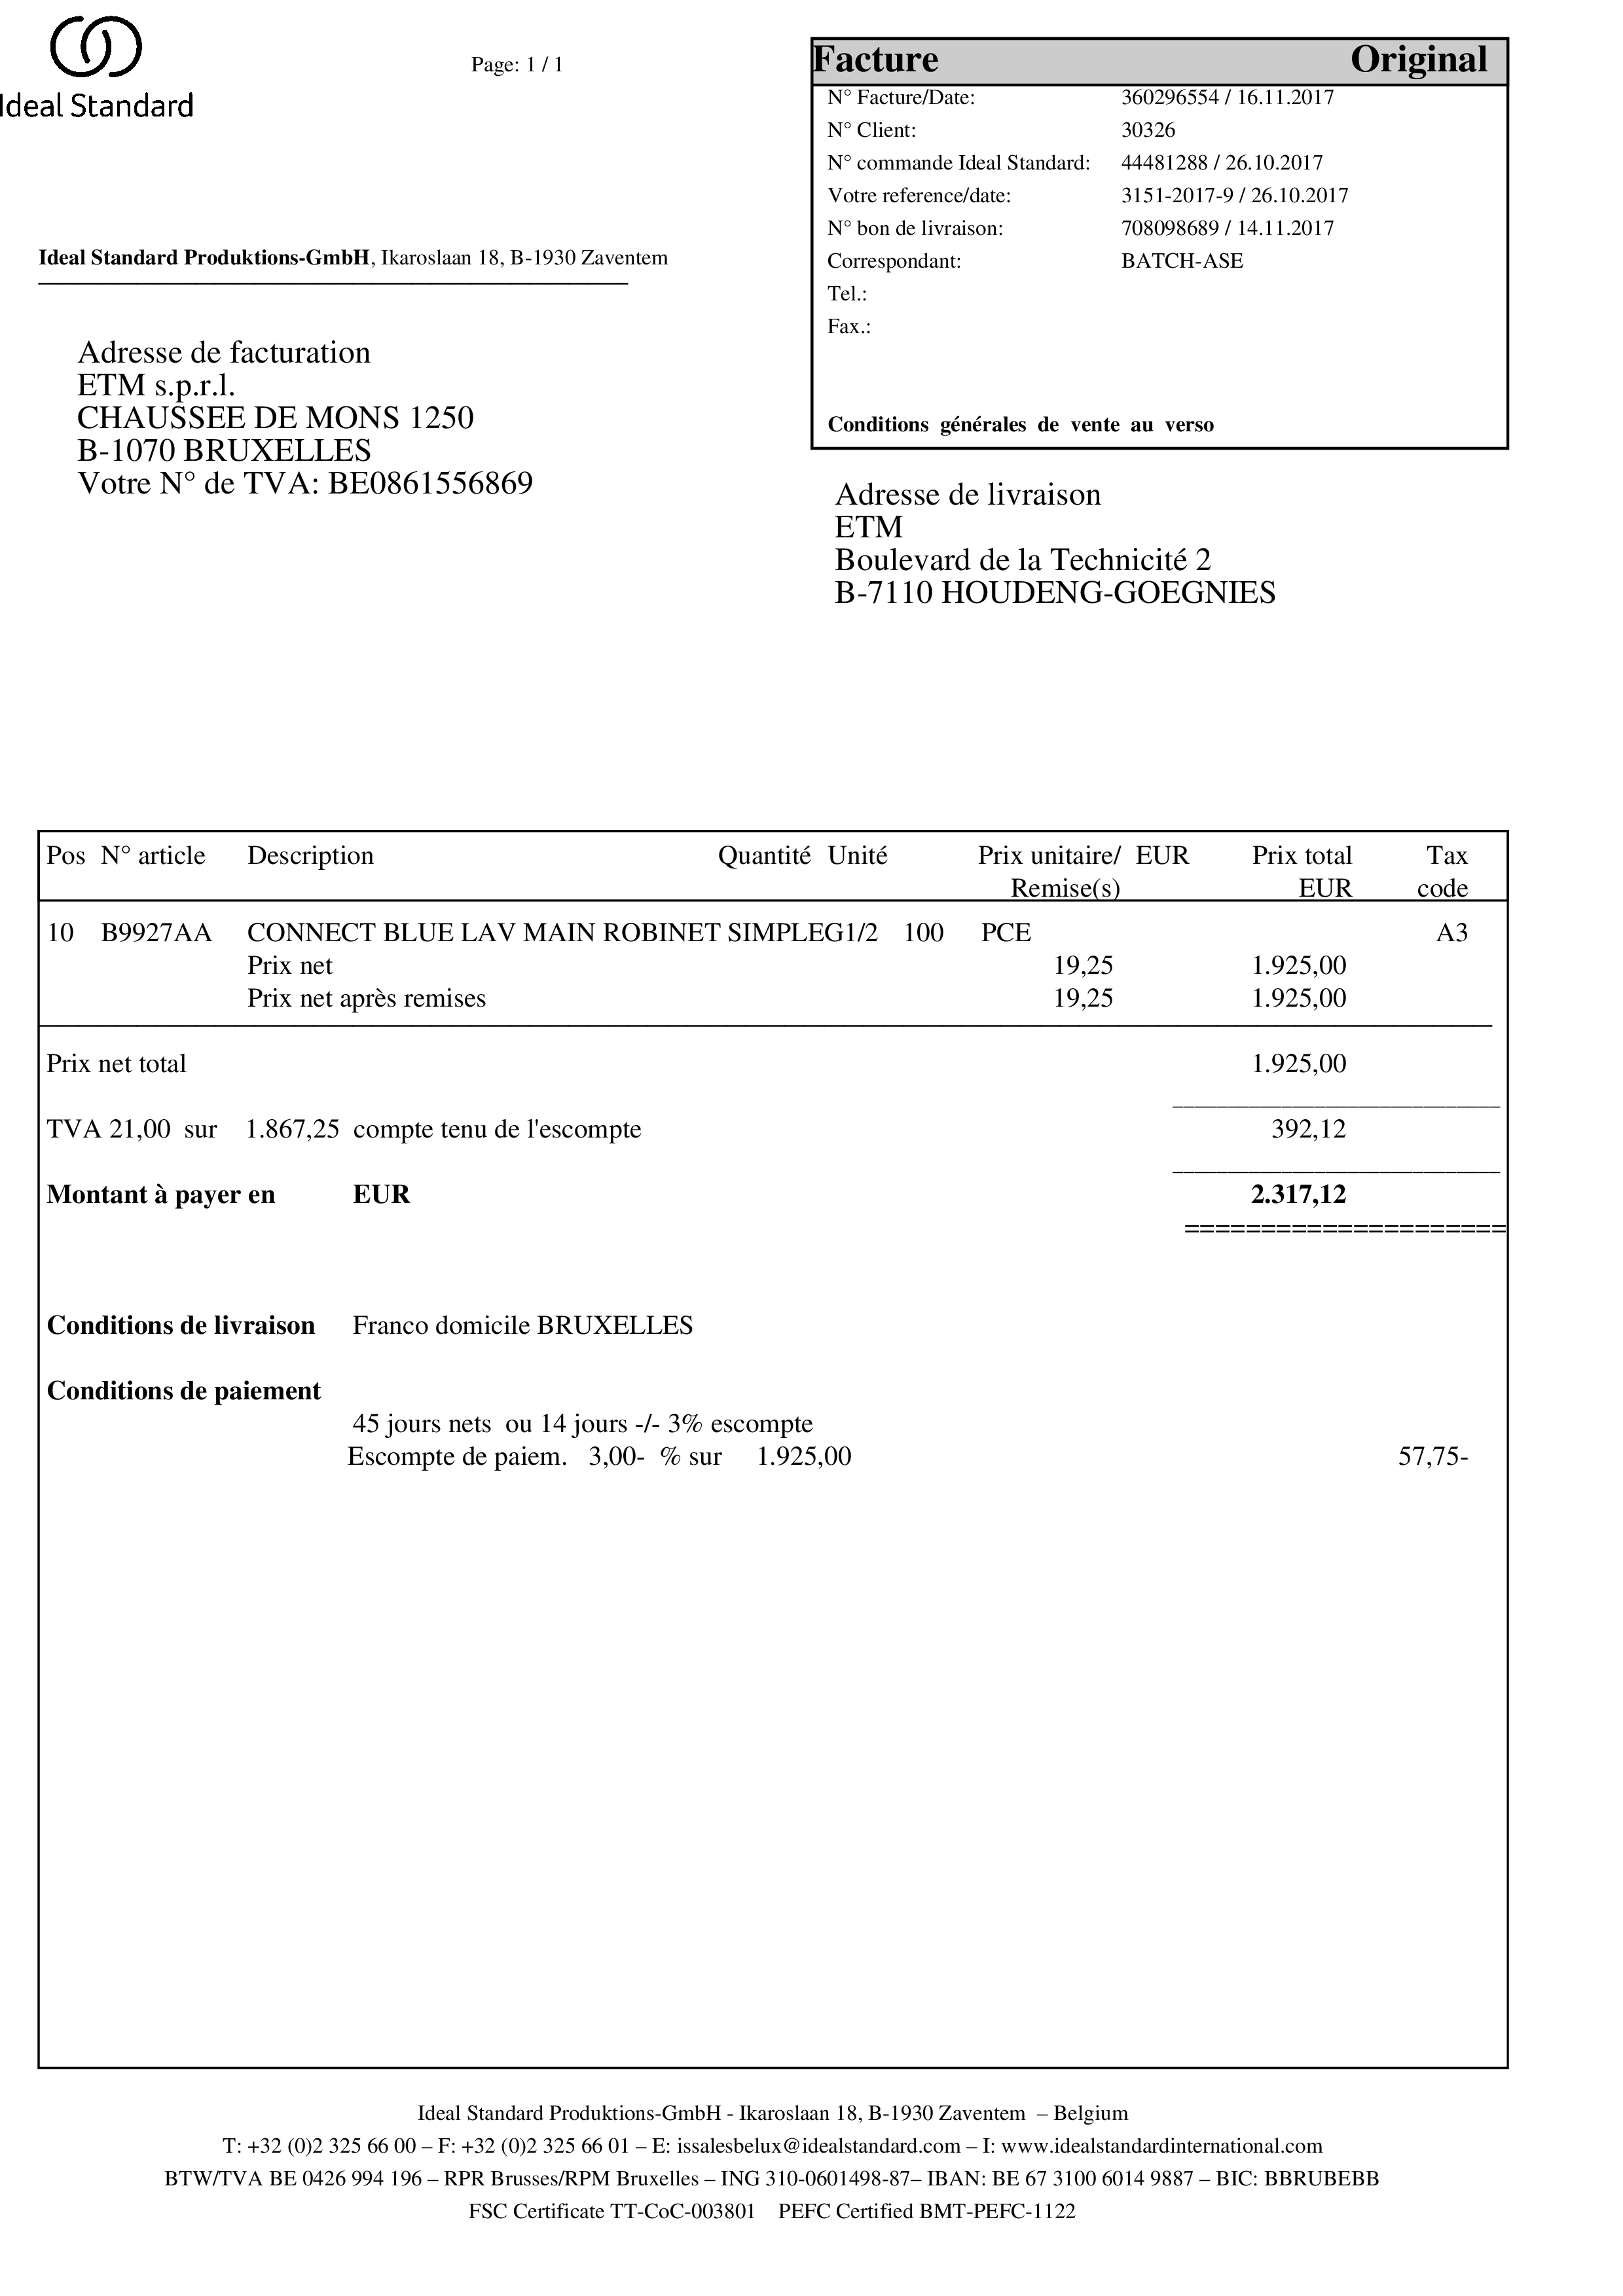 Ideal Standard
Page: 1 / 1
Facture Original
N° Facture/Date: 360296554 / 16.11.2017
N° Client: 30326
N° commande Ideal Standard: 44481288 / 26.10.2017
Votre reference/date: 3151-2017-9 / 26.10.2017
N° bon de livraison: 708098689 / 14.11.2017
Correspondant: BATCH-ASE
Tel.:
Fax.:
Conditions générales de vente au verso
Ideal Standard Produktions-GmbH, Ikaroslaan 18, B-1930 Zaventem
Adresse de facturation
ETM s.p.r.l.
CHAUSSEE DE MONS 1250
B-1070 BRUXELLES
Votre N° de TVA: BE0861556869
Adresse de livraison
ETM
Boulevard de la Technicité 2
B-7110 HOUDENG-GOEGNIES
Pos N° article Description Quantité Unité Prix unitaire/ EUR Prix total Tax
Remise(s) EUR code
10 B9927AA CONNECT BLUE LAV MAIN ROBINET SIMPLEG1/2 100 PCE A3
Prix net 19,25 1.925,00
Prix net après remises 19,25 1.925,00
Prix net total 1.925,00
TVA 21,00 sur 1.867,25 compte tenu de l'escompte 392,12
Montant à payer en EUR 2.317,12
=====================
Conditions de livraison Franco domicile BRUXELLES
Conditions de paiement
45 jours nets ou 14 jours -/- 3% escompte
Escompte de paiem. 3,00- % sur 1.925,00 57,75-
Ideal Standard Produktions-GmbH - Ikaroslaan 18, B-1930 Zaventem – Belgium
T: +32 (0)2 325 66 00 – F: +32 (0)2 325 66 01 – E: issalesbelux@idealstandard.com – I: www.idealstandardinternational.com
BTW/TVA BE 0426 994 196 – RPR Brusses/RPM Bruxelles – ING 310-0601498-87– IBAN: BE 67 3100 6014 9887 – BIC: BBRUBEBB
FSC Certificate TT-CoC-003801 PEFC Certified BMT-PEFC-1122